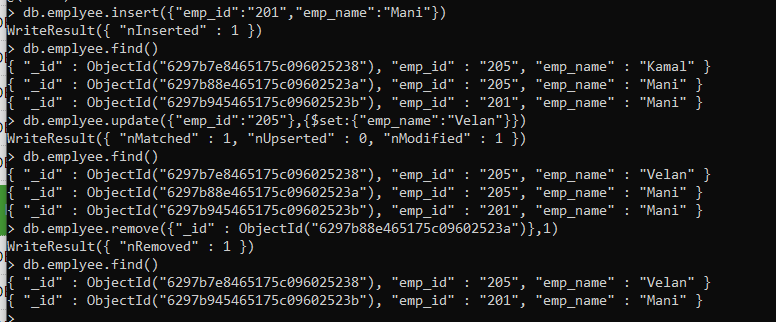 > db.emplyee.insert({"emp_id":"201","emp_name":"Mani"})
WriteResult({ "nInserted" : 1 })
> db.emplyee.find()
{ "_id" : ObjectId("6297b7e8465175c096025238"), "emp_id" : "205", "emp_name" : "Kamal" }
{ "_id" : ObjectId("6297b88e465175c09602523a"), "emp_id" : "205", "emp_name" : "Mani" }
{ "_id" : ObjectId("6297b945465175c09602523b"), "emp_id" : "201", "emp_name" : "Mani" }
> db.emplyee.update({"emp_id":"205"},{$set:{"emp_name":"Velan"}})
WriteResult({ "nMatched" : 1, "nUpserted" : 0, "nModified" : 1 })
> db.emplyee.find()
{ "_id" : ObjectId("6297b7e8465175c096025238"), "emp_id" : "205", "emp_name" : "Velan" }
{ "_id" : ObjectId("6297b88e465175c09602523a"), "emp_id" : "205", "emp_name" : "Mani" }
{ "_id" : ObjectId("6297b945465175c09602523b"), "emp_id" : "201", "emp_name" : "Mani" }
> db.emplyee.remove({"_id" : ObjectId("6297b88e465175c09602523a")},1)
WriteResult({ "nRemoved" : 1 })
> db.emplyee.find()
{ "_id" : ObjectId("6297b7e8465175c096025238"), "emp_id" : "205", "emp_name" : "Velan" }
{ "_id" : ObjectId("6297b945465175c09602523b"), "emp_id" : "201", "emp_name" : "Mani" }
>